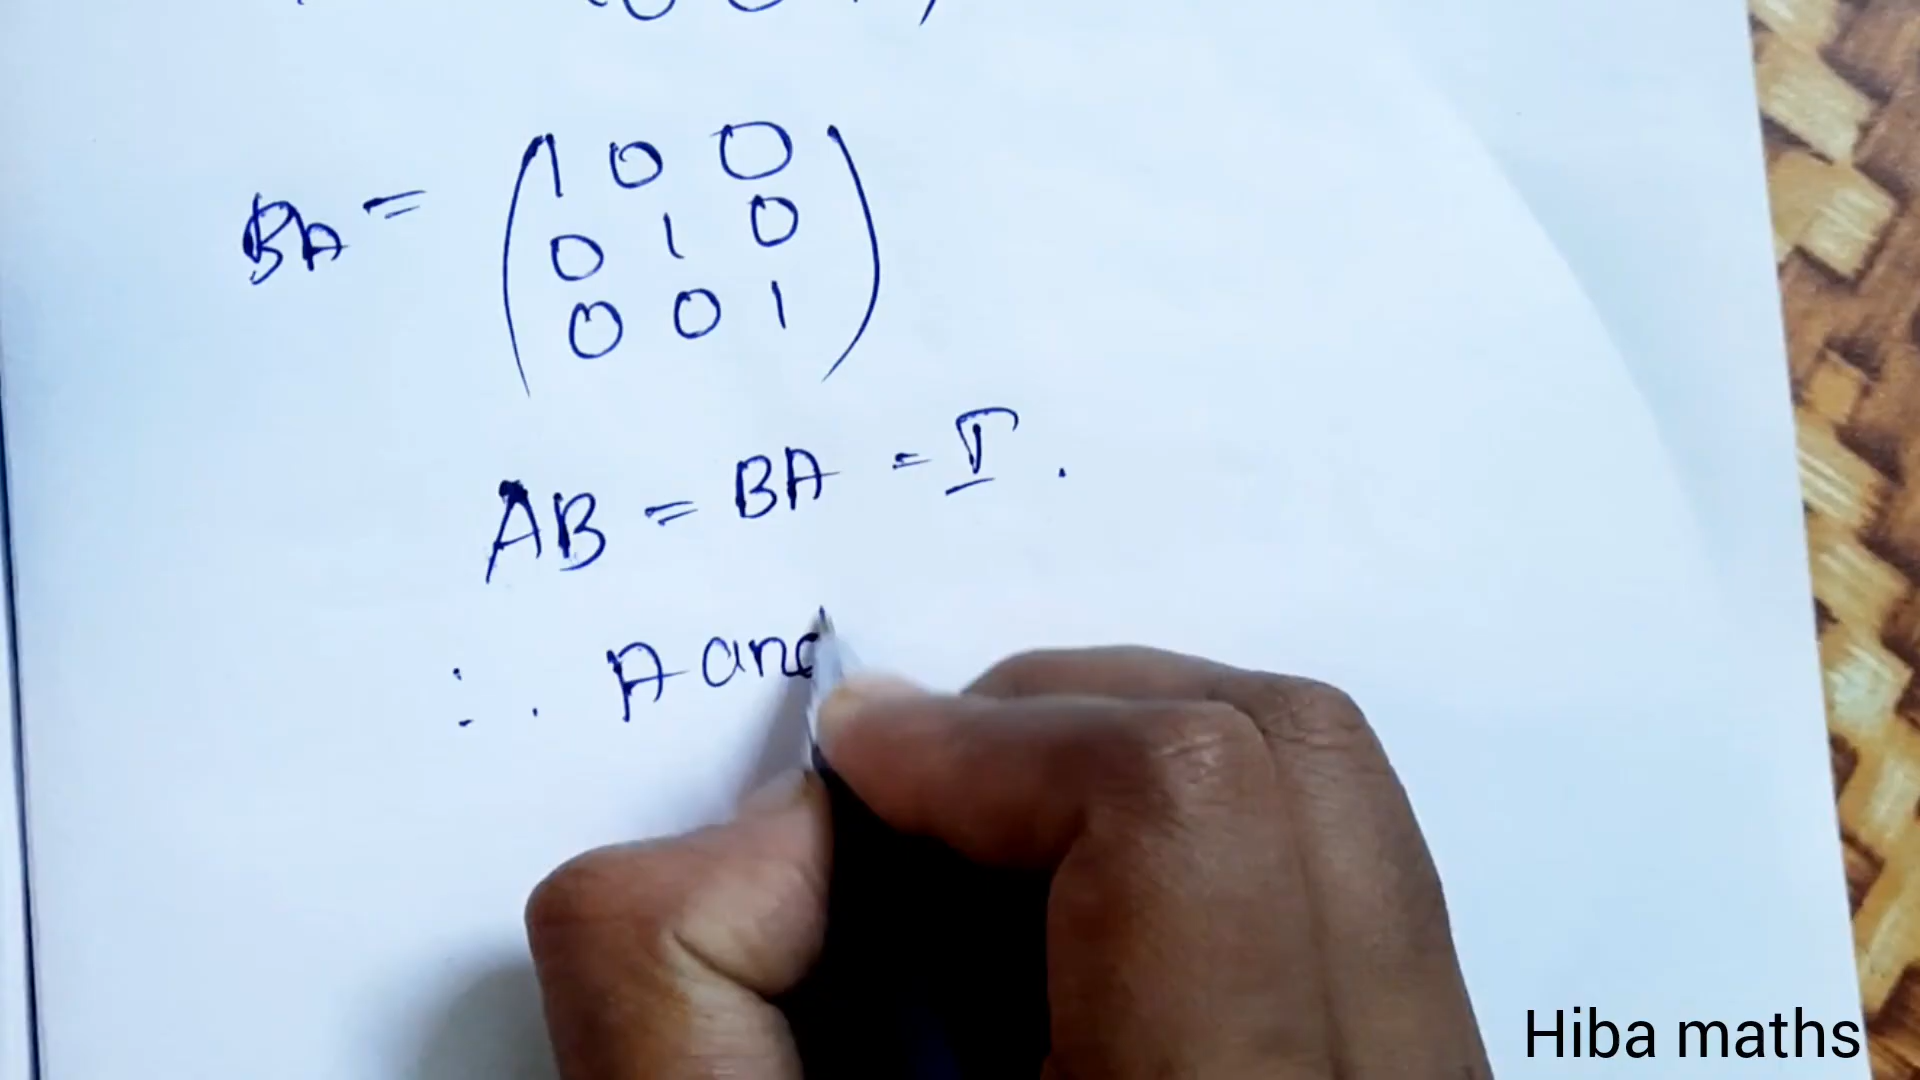 BA = (1 0 0
0 1 0
0 0 1)
AB = BA = I.
∴ A and
Hiba maths